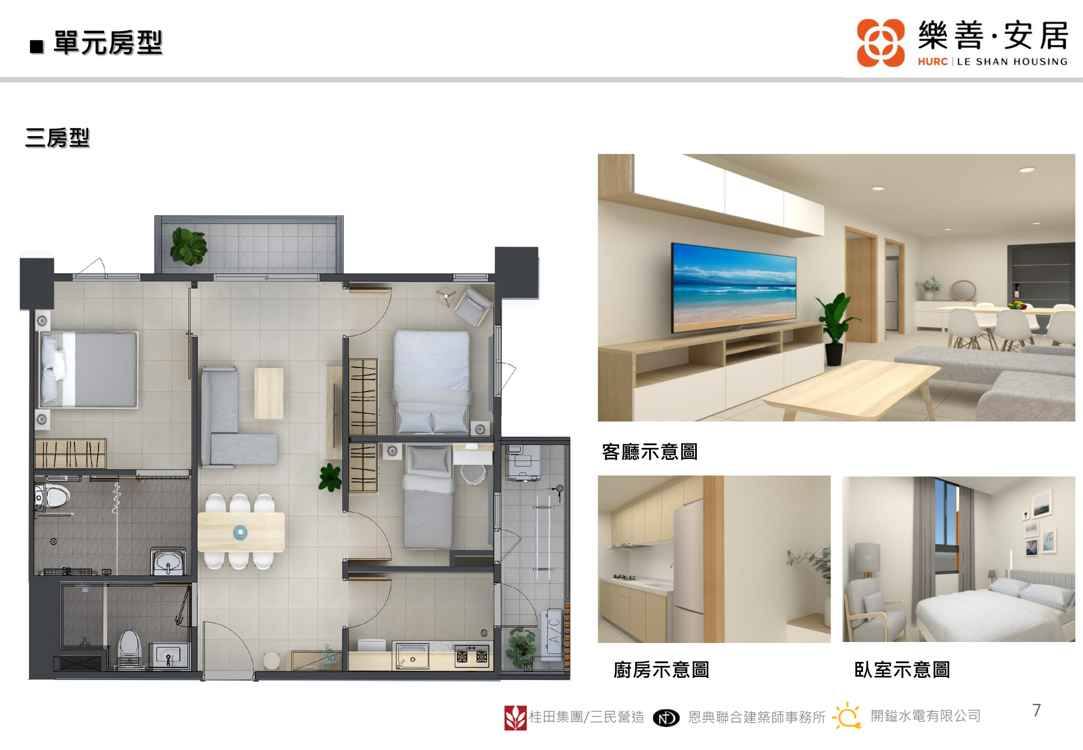 ■ 單元房型
樂善·安居
HURC | LE SHAN HOUSING
三房型
客廳示意圖
廚房示意圖
臥室示意圖
A/C
桂田集團/三民營造
恩典聯合建築師事務所
開鎰水電有限公司
7